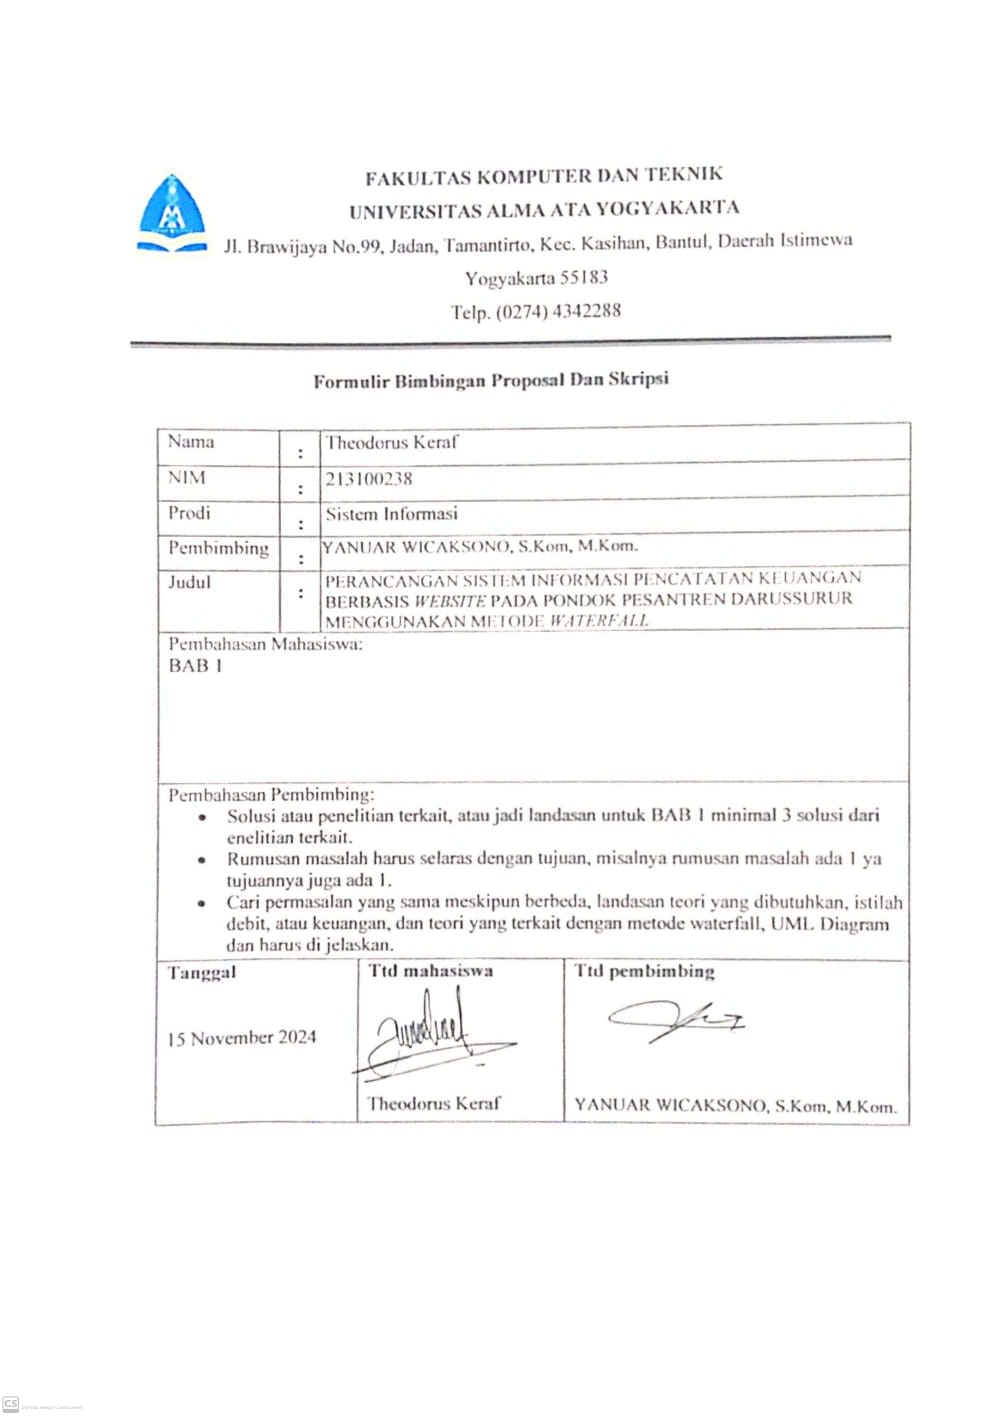 FAKULTAS KOMPUTER DAN TEKNIK
UNIVERSITAS ALMA ATA YOGYAKARTA
Jl. Brawijaya No.99, Jadan, Tamantirto, Kec. Kasihan, Bantul, Daerah Istimewa
Yogyakarta 55183
Telp. (0274) 4342288
Formulir Bimbingan Proposal Dan Skripsi
Nama : Theodorus Keraf
NIM : 213100238
Prodi : Sistem Informasi
Pembimbing : YANUAR WICAKSONO, S.Kom, M.Kom.
Judul : PERANCANGAN SISTEM INFORMASI PENCATATAN KEUANGAN
BERBASIS WEBSITE PADA PONDOK PESANTREN DARUSSURUR
MENGGUNAKAN METODE WATERFALL
Pembahasan Mahasiswa:
BAB 1
Pembahasan Pembimbing:
• Solusi atau penelitian terkait, atau jadi landasan untuk BAB 1 minimal 3 solusi dari
enelitian terkait.
• Rumusan masalah harus selaras dengan tujuan, misalnya rumusan masalah ada 1 ya
tujuannya juga ada 1.
• Cari permasalan yang sama meskipun berbeda, landasan teori yang dibutuhkan, istilah
debit, atau keuangan, dan teori yang terkait dengan metode waterfall, UML Diagram
dan harus di jelaskan.
Tanggal Ttd mahasiswa Ttd pembimbing
15 November 2024
Theodorus Keraf YANUAR WICAKSONO, S.Kom, M.Kom.
CS